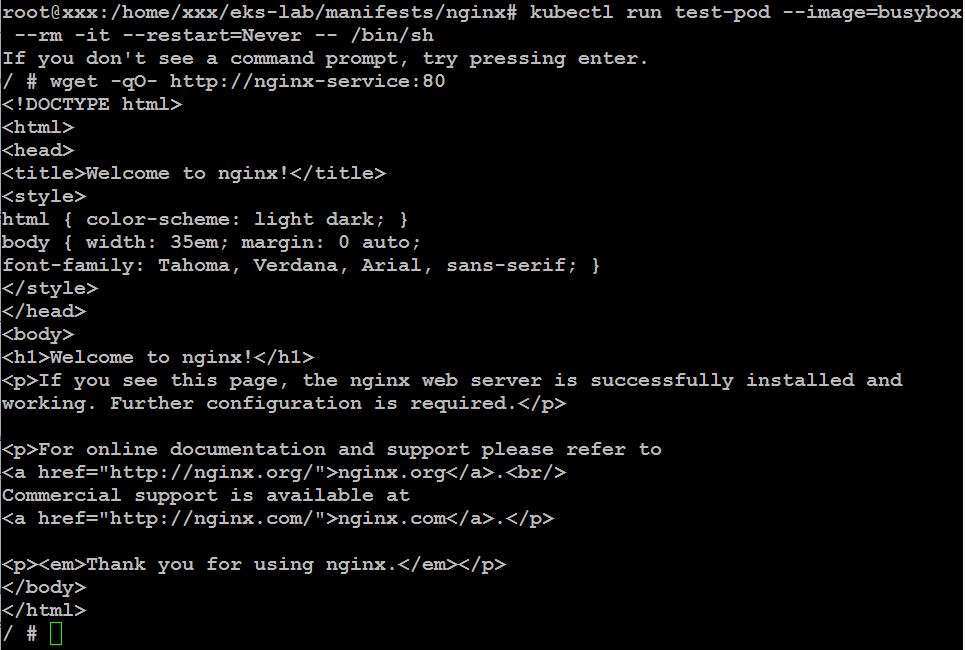 root@xxx:/home/xxx/eks-lab/manifests/nginx# kubectl run test-pod --image=busybox
 --rm -it --restart=Never -- /bin/sh
If you don't see a command prompt, try pressing enter.
/ # wget -qO- http://nginx-service:80
<!DOCTYPE html>
<html>
<head>
<title>Welcome to nginx!</title>
<style>
html { color-scheme: light dark; }
body { width: 35em; margin: 0 auto;
font-family: Tahoma, Verdana, Arial, sans-serif; }
</style>
</head>
<body>
<h1>Welcome to nginx!</h1>
<p>If you see this page, the nginx web server is successfully installed and
working. Further configuration is required.</p>

<p>For online documentation and support please refer to
<a href="http://nginx.org/">nginx.org</a>.<br/>
Commercial support is available at
<a href="http://nginx.com/">nginx.com</a>.</p>

<p><em>Thank you for using nginx.</em></p>
</body>
</html>
/ #